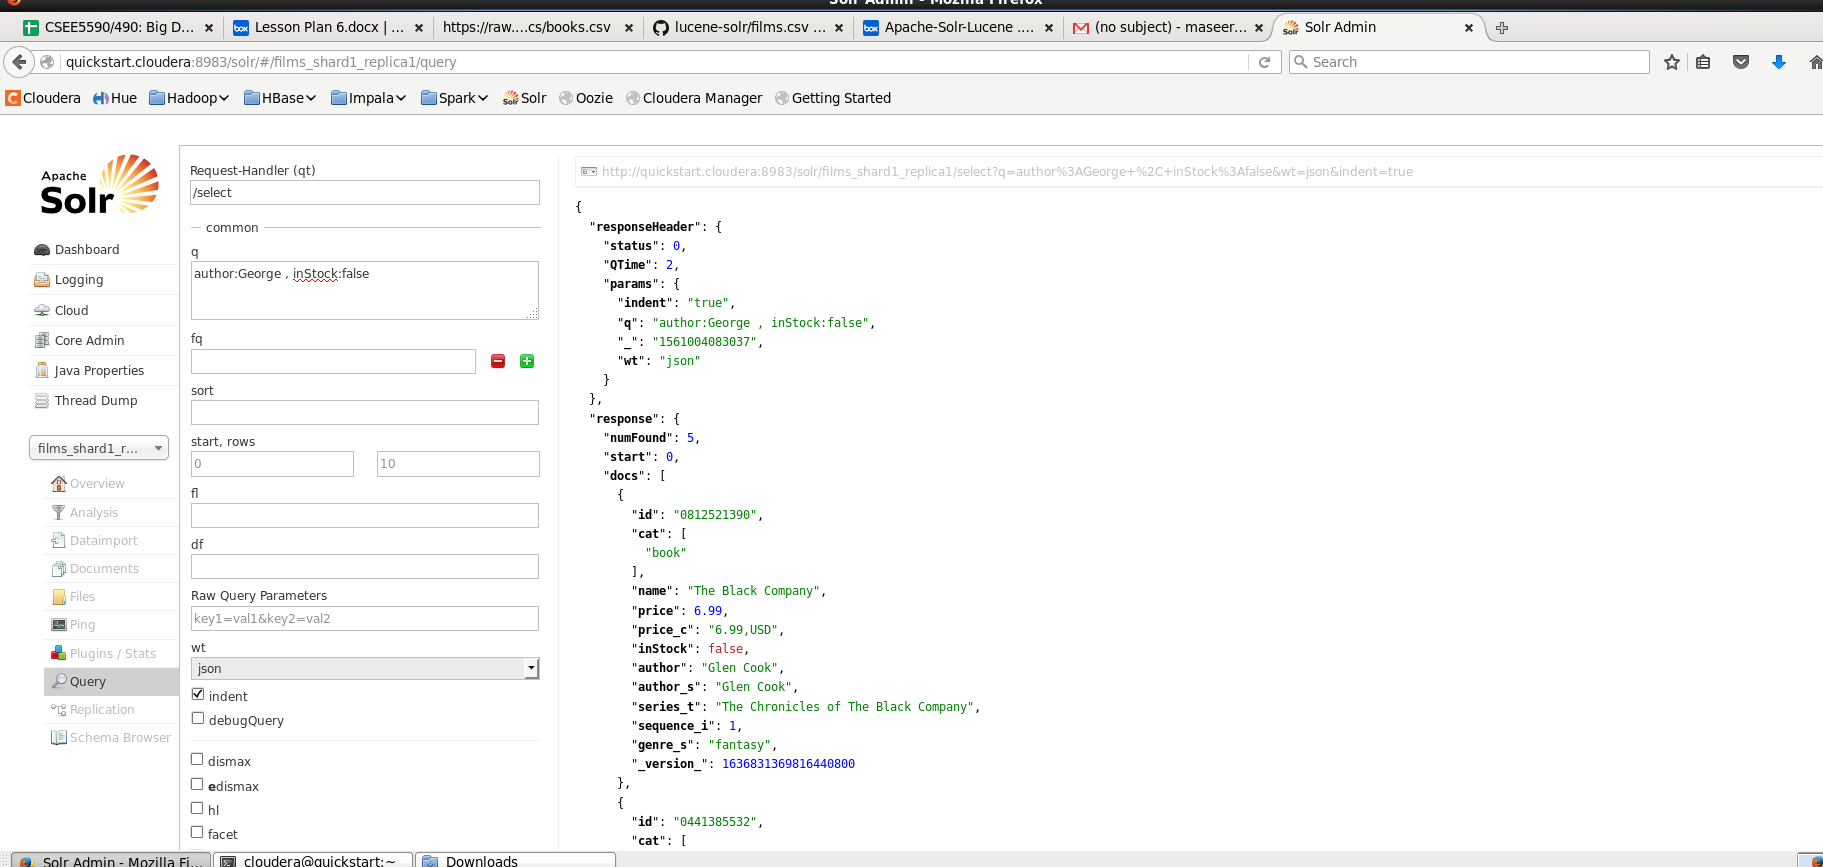 Solr Admin - Mozilla Firefox
CSEE5590/490: Big D... × Lesson Plan 6.docx | ... × https://raw....cs/books.csv × lucene-solr/films.csv ... × Apache-Solr-Lucene .... × (no subject) - maseer... × Solr Admin ×
quickstart.cloudera:8983/solr/#/films_shard1_replica1/query
Search
Cloudera Hue Hadoop HBase Impala Spark Solr Oozie Cloudera Manager Getting Started
Apache
Solr
Dashboard
Logging
Cloud
Core Admin
Java Properties
Thread Dump
films_shard1_r...
Overview
Analysis
Dataimport
Documents
Files
Ping
Plugins / Stats
Query
Replication
Schema Browser
Request-Handler (qt)
/select
common
q
author:George , inStock:false
fq
sort
start, rows
0 10
fl
df
Raw Query Parameters
key1=val1&key2=val2
wt
json
indent
debugQuery
dismax
edismax
hl
facet
http://quickstart.cloudera:8983/solr/films_shard1_replica1/select?q=author%3AGeorge+%2C+inStock%3Afalse&wt=json&indent=true
{
"responseHeader": {
"status": 0,
"QTime": 2,
"params": {
"indent": "true",
"q": "author:George , inStock:false",
"_": "1561004083037",
"wt": "json"
}
},
"response": {
"numFound": 5,
"start": 0,
"docs": [
{
"id": "0812521390",
"cat": [
"book"
],
"name": "The Black Company",
"price": 6.99,
"price_c": "6.99,USD",
"inStock": false,
"author": "Glen Cook",
"author_s": "Glen Cook",
"series_t": "The Chronicles of The Black Company",
"sequence_i": 1,
"genre_s": "fantasy",
"_version_": 1636831369816440800
},
{
"id": "0441385532",
"cat": [
Solr Admin - Mozilla Fi... cloudera@quickstart:~ Downloads